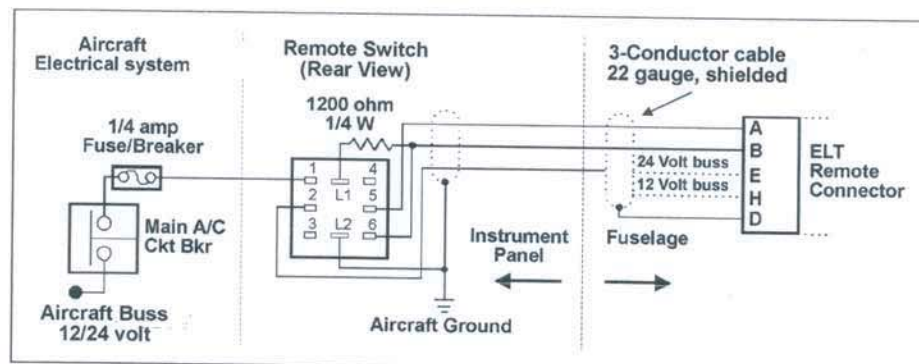 Aircraft
Electrical system
Remote Switch
(Rear View)
3-Conductor cable
22 gauge, shielded
1200 ohm
1/4 W
1/4 amp
Fuse/Breaker
1
4
L1
2
5
3
L2
6
Main A/C
Ckt Bkr
Aircraft Buss
12/24 volt
Instrument
Panel
Aircraft Ground
Fuselage
24 Volt buss
12 Volt buss
A
B
E
H
D
ELT
Remote
Connector